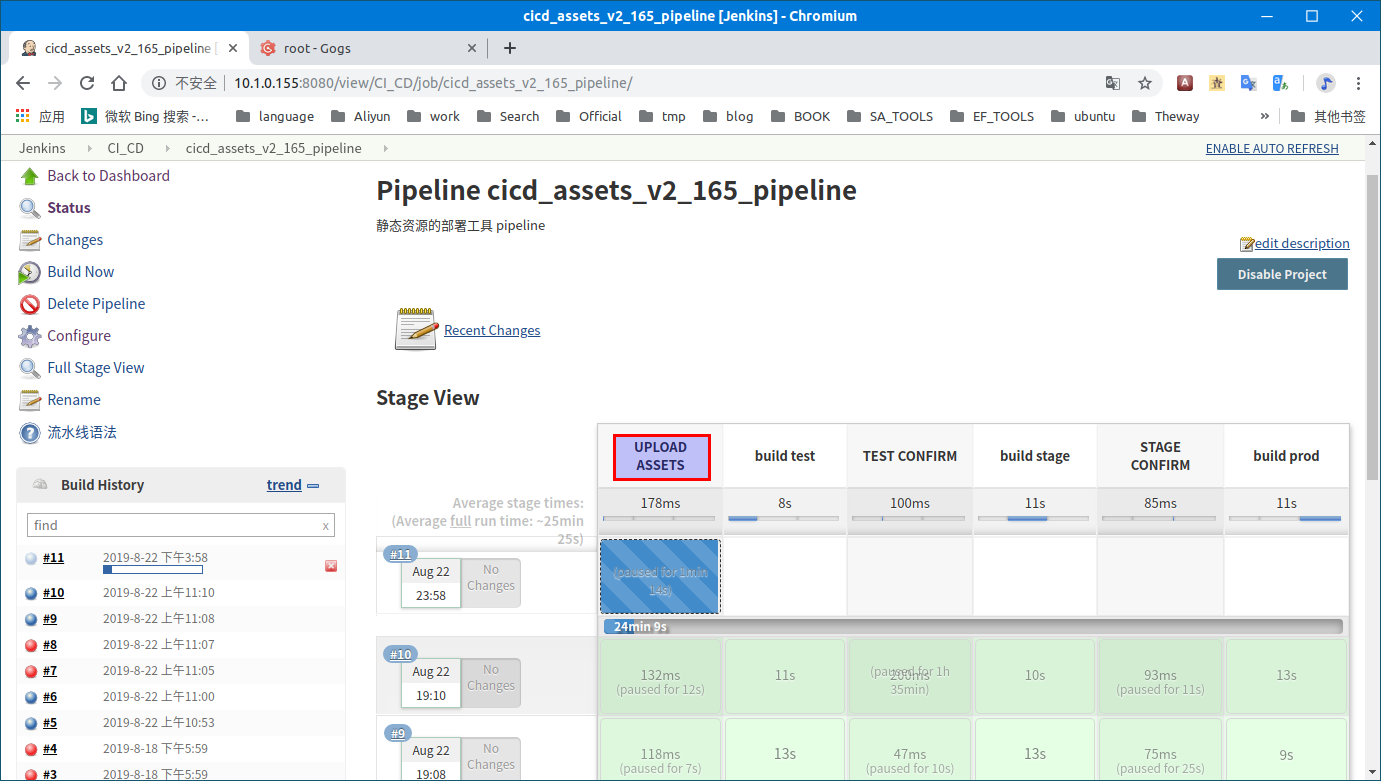 cicd_assets_v2_165_pipeline [Jenkins] - Chromium
cicd_assets_v2_165_pipeline [
root - Gogs
不安全
10.1.0.155:8080/view/CI_CD/job/cicd_assets_v2_165_pipeline/
应用 微软 Bing 搜索 -... language Aliyun work Search Official tmp blog BOOK SA_TOOLS EF_TOOLS ubuntu Theway » 其他书签
Jenkins CI_CD cicd_assets_v2_165_pipeline ENABLE AUTO REFRESH
Back to Dashboard
Status
Changes
Build Now
Delete Pipeline
Configure
Full Stage View
Rename
流水线语法
Build History trend
find x
#11 2019-8-22 下午3:58
#10 2019-8-22 上午11:10
#9 2019-8-22 上午11:08
#8 2019-8-22 上午11:07
#7 2019-8-22 上午11:05
#6 2019-8-22 上午11:00
#5 2019-8-22 上午10:53
#4 2019-8-18 下午5:59
#3 2019-8-18 下午5:59
Pipeline cicd_assets_v2_165_pipeline
静态资源的部署工具 pipeline
edit description
Disable Project
Recent Changes
Stage View
UPLOAD
ASSETS
build test
TEST CONFIRM
build stage
STAGE
CONFIRM
build prod
Average stage times:
(Average full run time: ~25min
25s)
178ms 8s 100ms 11s 85ms 11s
#11
Aug 22
23:58
No
Changes
(paused for 1min
14s)
24min 9s
#10
Aug 22
19:10
No
Changes
132ms
(paused for 12s)
11s
200ms
(paused for 1h
35min)
10s
93ms
(paused for 11s)
13s
#9
Aug 22
19:08
No
Changes
118ms
(paused for 7s)
13s
47ms
(paused for 10s)
13s
75ms
(paused for 25s)
9s